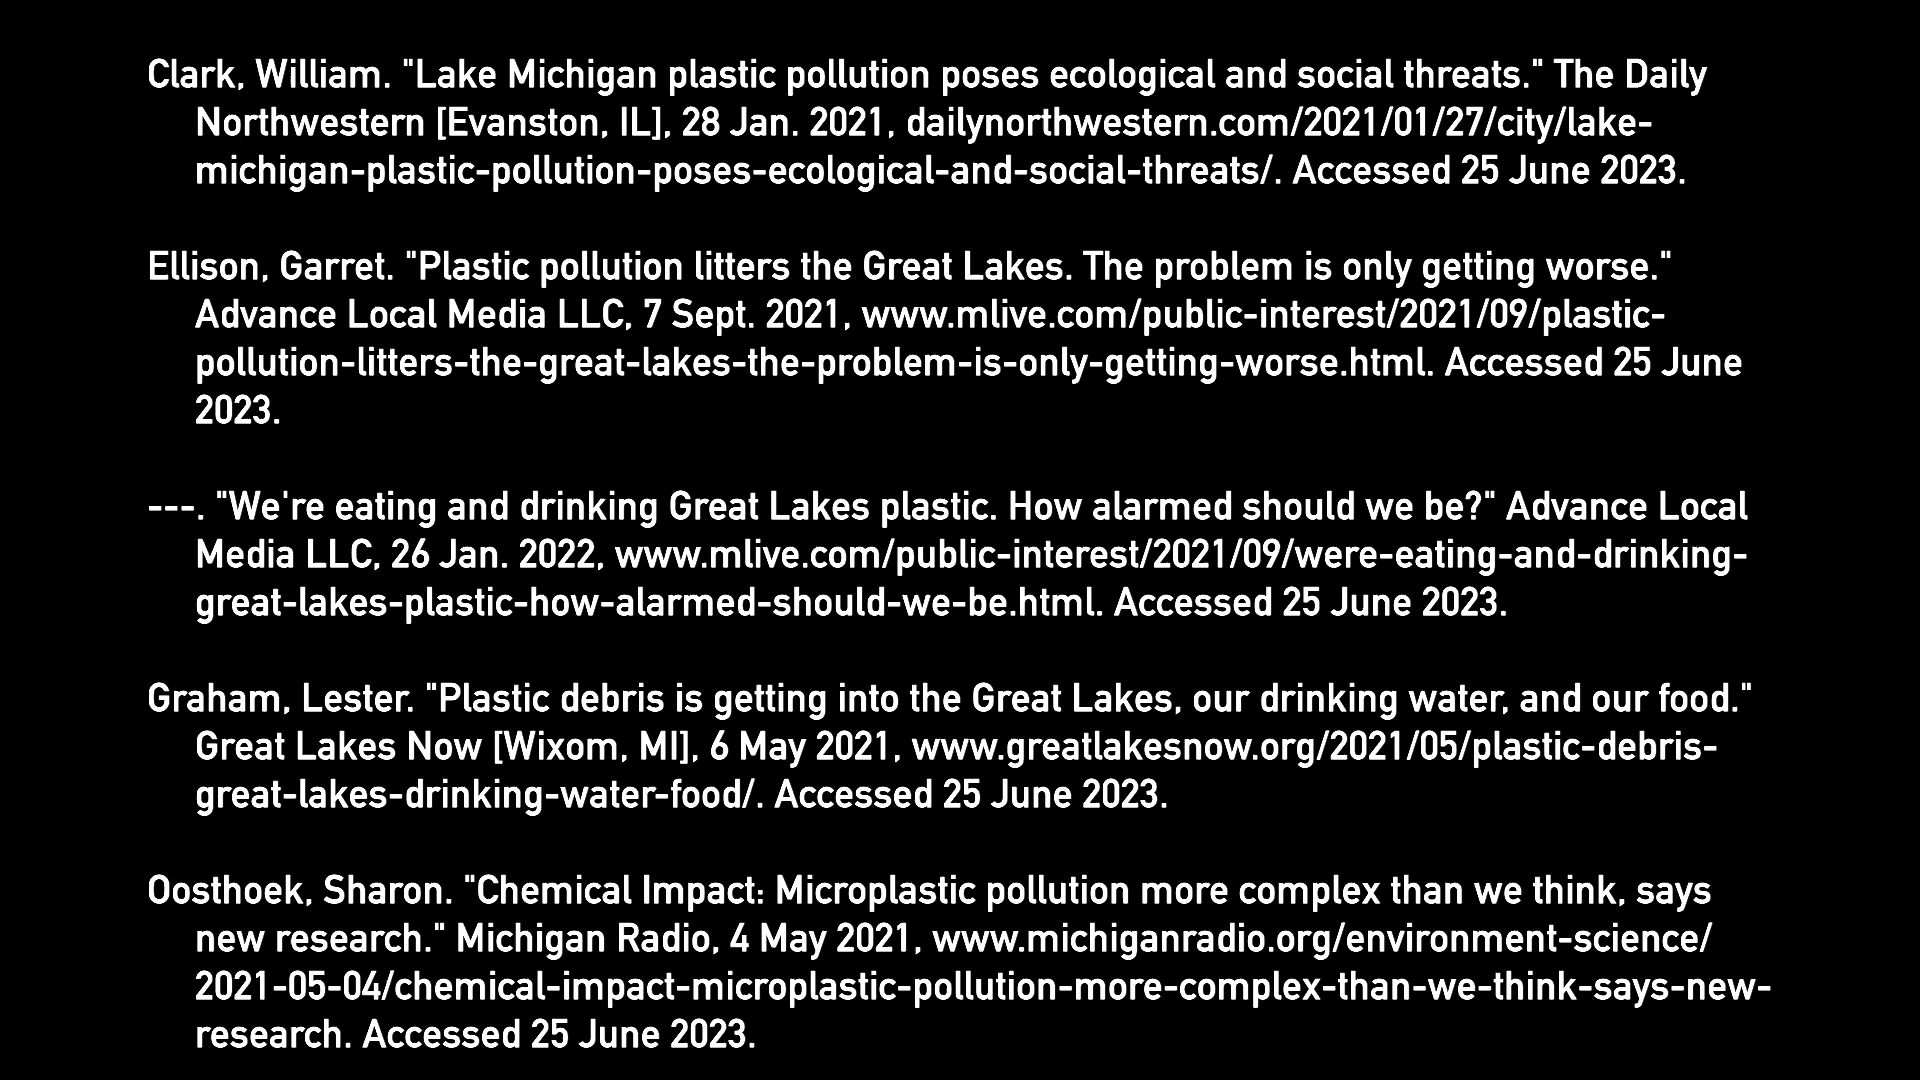 Clark, William. "Lake Michigan plastic pollution poses ecological and social threats." The Daily
Northwestern [Evanston, IL], 28 Jan. 2021, dailynorthwestern.com/2021/01/27/city/lake-
michigan-plastic-pollution-poses-ecological-and-social-threats/. Accessed 25 June 2023.
Ellison, Garret. "Plastic pollution litters the Great Lakes. The problem is only getting worse."
Advance Local Media LLC, 7 Sept. 2021, www.mlive.com/public-interest/2021/09/plastic-
pollution-litters-the-great-lakes-the-problem-is-only-getting-worse.html. Accessed 25 June
2023.
---. "We're eating and drinking Great Lakes plastic. How alarmed should we be?" Advance Local
Media LLC, 26 Jan. 2022, www.mlive.com/public-interest/2021/09/were-eating-and-drinking-
great-lakes-plastic-how-alarmed-should-we-be.html. Accessed 25 June 2023.
Graham, Lester. "Plastic debris is getting into the Great Lakes, our drinking water, and our food."
Great Lakes Now [Wixom, MI], 6 May 2021, www.greatlakesnow.org/2021/05/plastic-debris-
great-lakes-drinking-water-food/. Accessed 25 June 2023.
Oosthoek, Sharon. "Chemical Impact: Microplastic pollution more complex than we think, says
new research." Michigan Radio, 4 May 2021, www.michiganradio.org/environment-science/
2021-05-04/chemical-impact-microplastic-pollution-more-complex-than-we-think-says-new-
research. Accessed 25 June 2023.